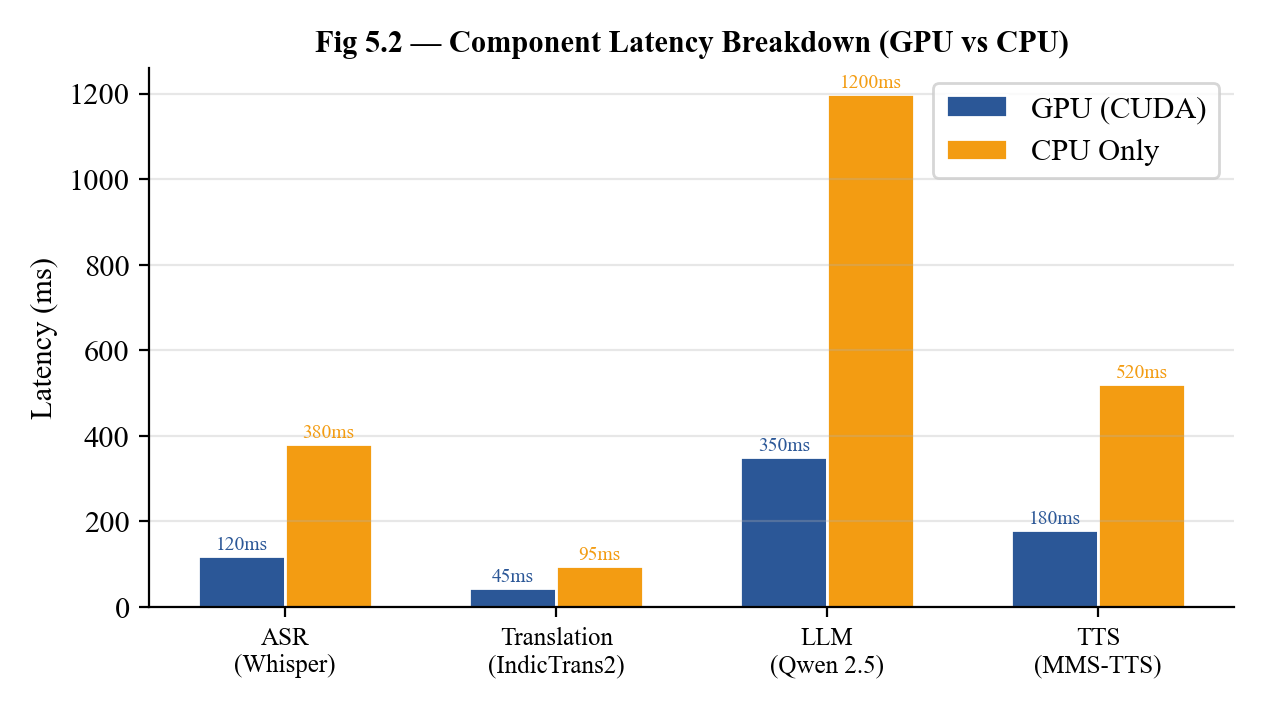 Fig 5.2 — Component Latency Breakdown (GPU vs CPU)
GPU (CUDA)
CPU Only
Latency (ms)
1200
1000
800
600
400
200
0
120ms
380ms
45ms
95ms
350ms
1200ms
180ms
520ms
ASR
(Whisper)
Translation
(IndicTrans2)
LLM
(Qwen 2.5)
TTS
(MMS-TTS)